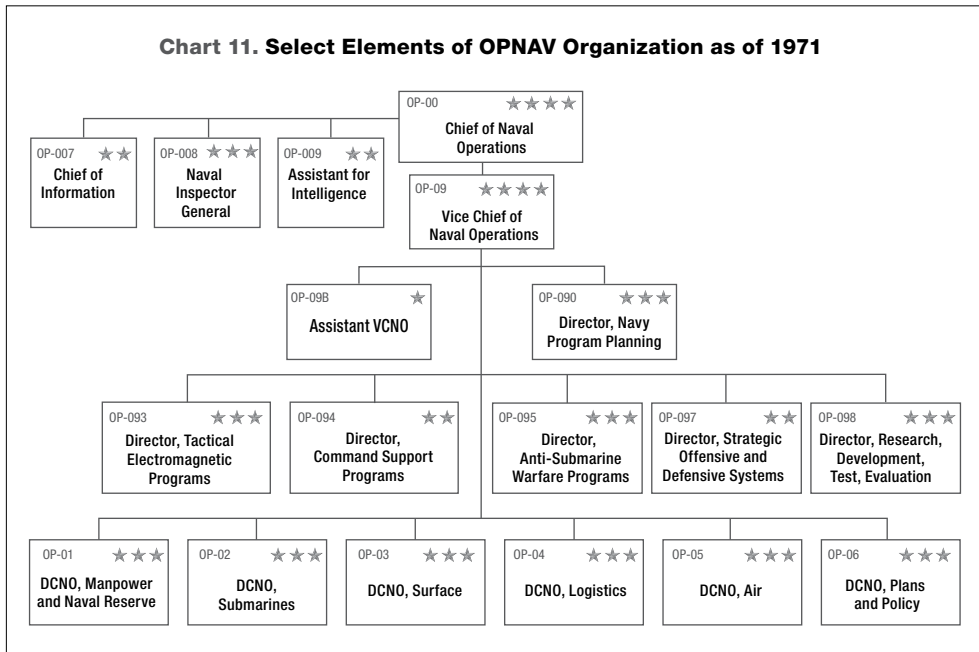 Chart 11. Select Elements of OPNAV Organization as of 1971
OP-00
Chief of Naval
Operations
OP-007
Chief of
Information
OP-008
Naval
Inspector
General
OP-009
Assistant for
Intelligence
OP-09
Vice Chief of
Naval Operations
OP-09B
Assistant VCNO
OP-090
Director, Navy
Program Planning
OP-093
Director, Tactical
Electromagnetic
Programs
OP-094
Director,
Command Support
Programs
OP-095
Director,
Anti-Submarine
Warfare Programs
OP-097
Director, Strategic
Offensive and
Defensive Systems
OP-098
Director, Research,
Development,
Test, Evaluation
OP-01
DCNO, Manpower
and Naval Reserve
OP-02
DCNO,
Submarines
OP-03
DCNO, Surface
OP-04
DCNO, Logistics
OP-05
DCNO, Air
OP-06
DCNO, Plans
and Policy